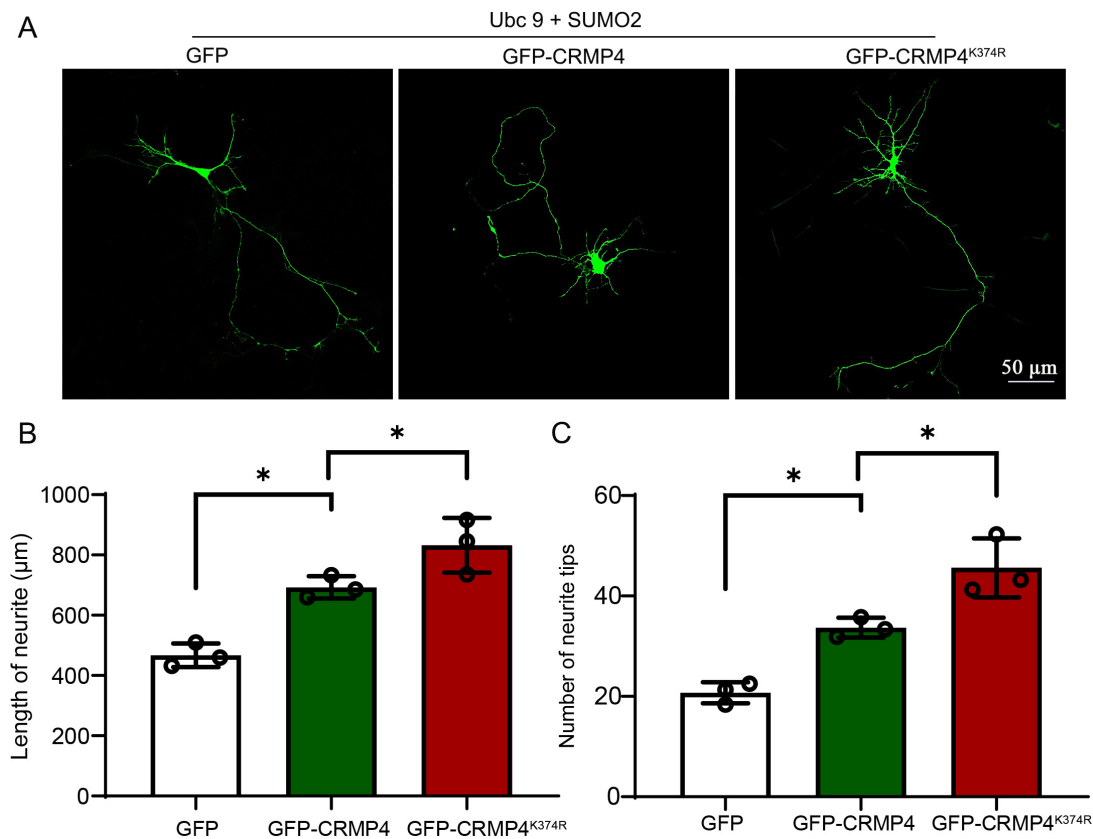 A
Ubc 9 + SUMO2
GFP
GFP-CRMP4
GFP-CRMP4K374R
50 µm
B
Length of neurite (µm)
1000
800
600
400
200
0
*
*
GFP
GFP-CRMP4
GFP-CRMP4K374R
C
Number of neurite tips
60
40
20
0
*
*
GFP
GFP-CRMP4
GFP-CRMP4K374R